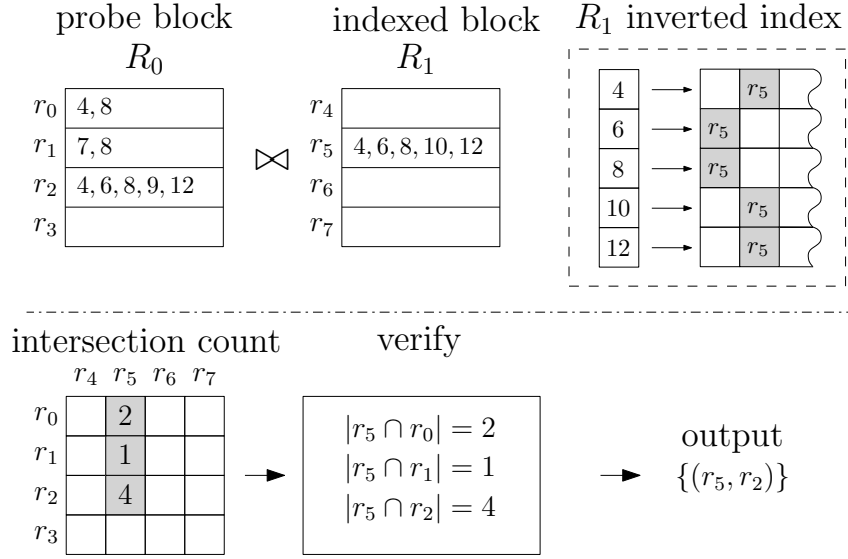 probe block
R₀
indexed block
R₁
R₁ inverted index
r₀ 4, 8
r₁ 7, 8
r₂ 4, 6, 8, 9, 12
r₃
⋈
r₄
r₅ 4, 6, 8, 10, 12
r₆
r₇
4 r₅
6 r₅
8 r₅
10 r₅
12 r₅
intersection count
r₄ r₅ r₆ r₇
r₀ 2
r₁ 1
r₂ 4
r₃
verify
|r₅ ∩ r₀| = 2
|r₅ ∩ r₁| = 1
|r₅ ∩ r₂| = 4
output
{(r₅, r₂)}